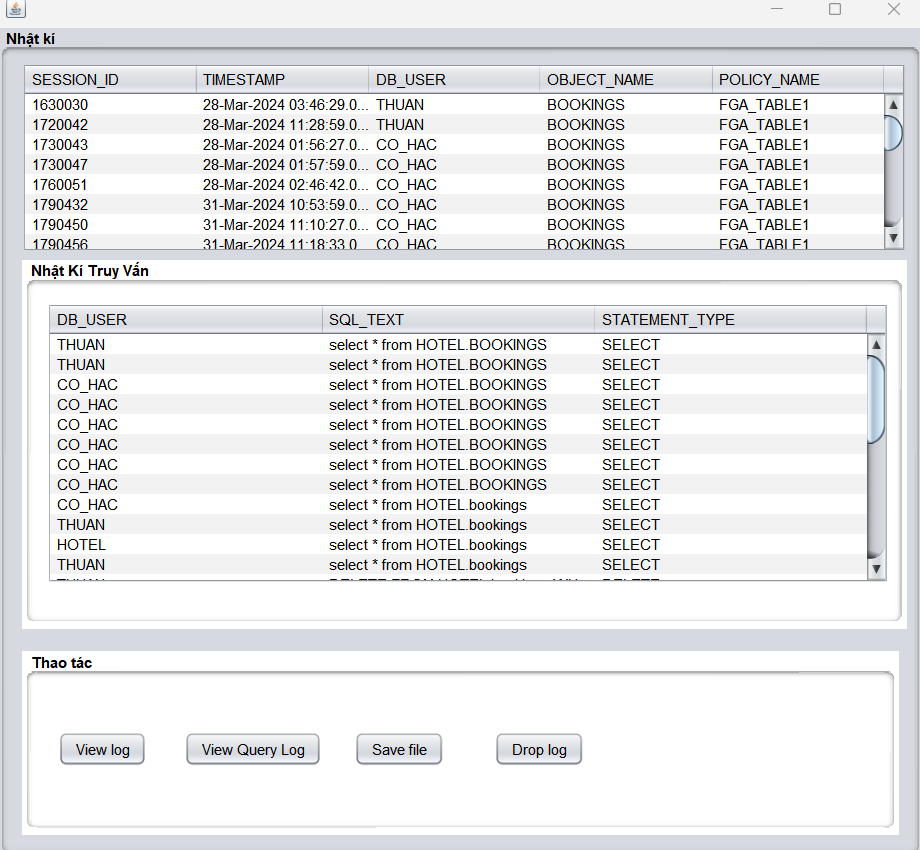 Nhật kí
SESSION_ID TIMESTAMP DB_USER OBJECT_NAME POLICY_NAME
1630030 28-Mar-2024 03:46:29.0... THUAN BOOKINGS FGA_TABLE1
1720042 28-Mar-2024 11:28:59.0... THUAN BOOKINGS FGA_TABLE1
1730043 28-Mar-2024 01:56:27.0... CO_HAC BOOKINGS FGA_TABLE1
1730047 28-Mar-2024 01:57:59.0... CO_HAC BOOKINGS FGA_TABLE1
1760051 28-Mar-2024 02:46:42.0... CO_HAC BOOKINGS FGA_TABLE1
1790432 31-Mar-2024 10:53:59.0... CO_HAC BOOKINGS FGA_TABLE1
1790450 31-Mar-2024 11:10:27.0... CO_HAC BOOKINGS FGA_TABLE1
1790456 31-Mar-2024 11:18:33.0... CO_HAC BOOKINGS FGA_TABLE1
Nhật Kí Truy Vấn
DB_USER SQL_TEXT STATEMENT_TYPE
THUAN select * from HOTEL.BOOKINGS SELECT
THUAN select * from HOTEL.BOOKINGS SELECT
CO_HAC select * from HOTEL.BOOKINGS SELECT
CO_HAC select * from HOTEL.BOOKINGS SELECT
CO_HAC select * from HOTEL.BOOKINGS SELECT
CO_HAC select * from HOTEL.BOOKINGS SELECT
CO_HAC select * from HOTEL.BOOKINGS SELECT
CO_HAC select * from HOTEL.BOOKINGS SELECT
CO_HAC select * from HOTEL.bookings SELECT
THUAN select * from HOTEL.bookings SELECT
HOTEL select * from HOTEL.bookings SELECT
THUAN select * from HOTEL.bookings SELECT
Thao tác
View log View Query Log Save file Drop log